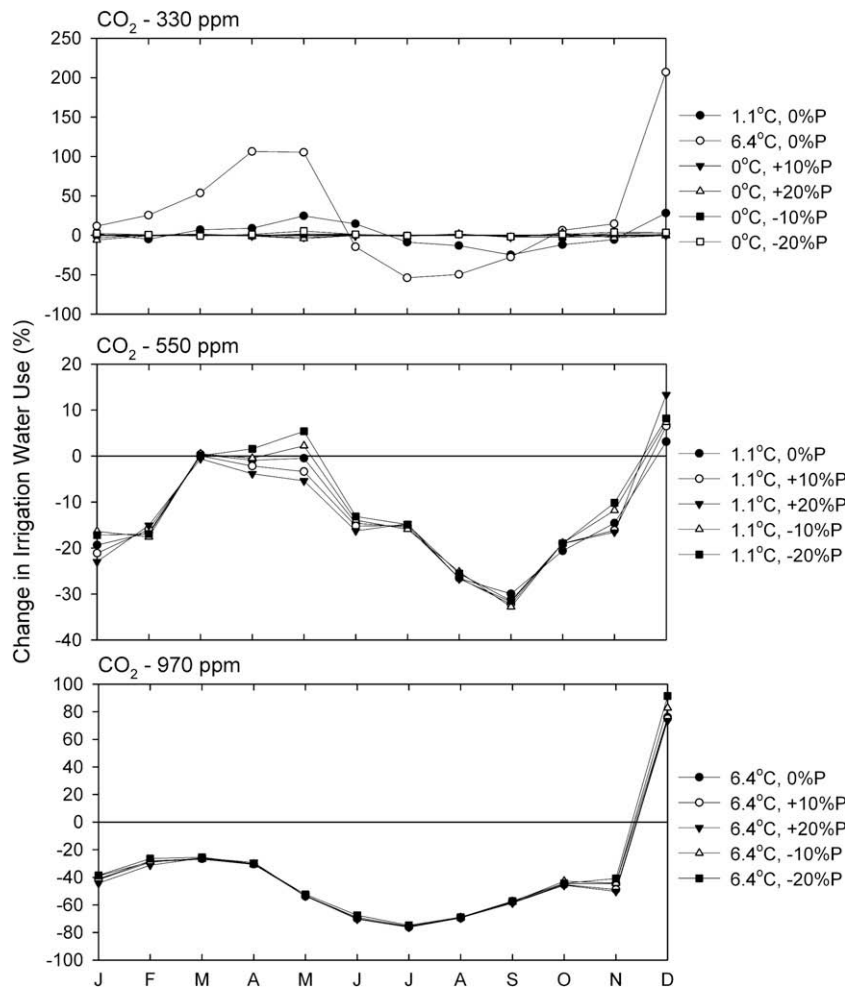 CO₂ - 330 ppm
250
200
150
100
50
0
-50
-100
1.1°C, 0%P
6.4°C, 0%P
0°C, +10%P
0°C, +20%P
0°C, -10%P
0°C, -20%P
Change in Irrigation Water Use (%)
CO₂ - 550 ppm
20
10
0
-10
-20
-30
-40
1.1°C, 0%P
1.1°C, +10%P
1.1°C, +20%P
1.1°C, -10%P
1.1°C, -20%P
CO₂ - 970 ppm
100
80
60
40
20
0
-20
-40
-60
-80
-100
6.4°C, 0%P
6.4°C, +10%P
6.4°C, +20%P
6.4°C, -10%P
6.4°C, -20%P
J F M A M J J A S O N D